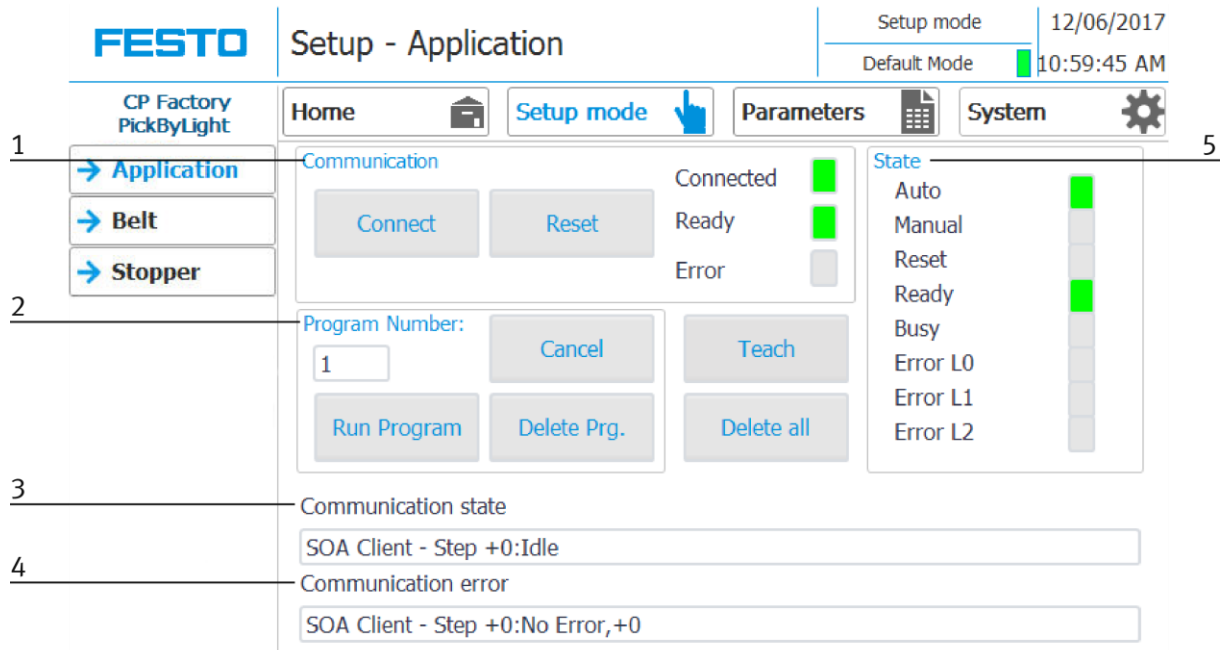 FESTO
Setup - Application
Setup mode
Default Mode
12/06/2017
10:59:45 AM
CP Factory
PickByLight
Home
Setup mode
Parameters
System
1
Application
Belt
Stopper
Communication
Connect
Reset
Connected
Ready
Error
5
State
Auto
Manual
Reset
Ready
Busy
Error L0
Error L1
Error L2
2
Program Number:
1
Cancel
Run Program
Delete Prg.
Teach
Delete all
3
Communication state
SOA Client - Step +0:Idle
4
Communication error
SOA Client - Step +0:No Error,+0